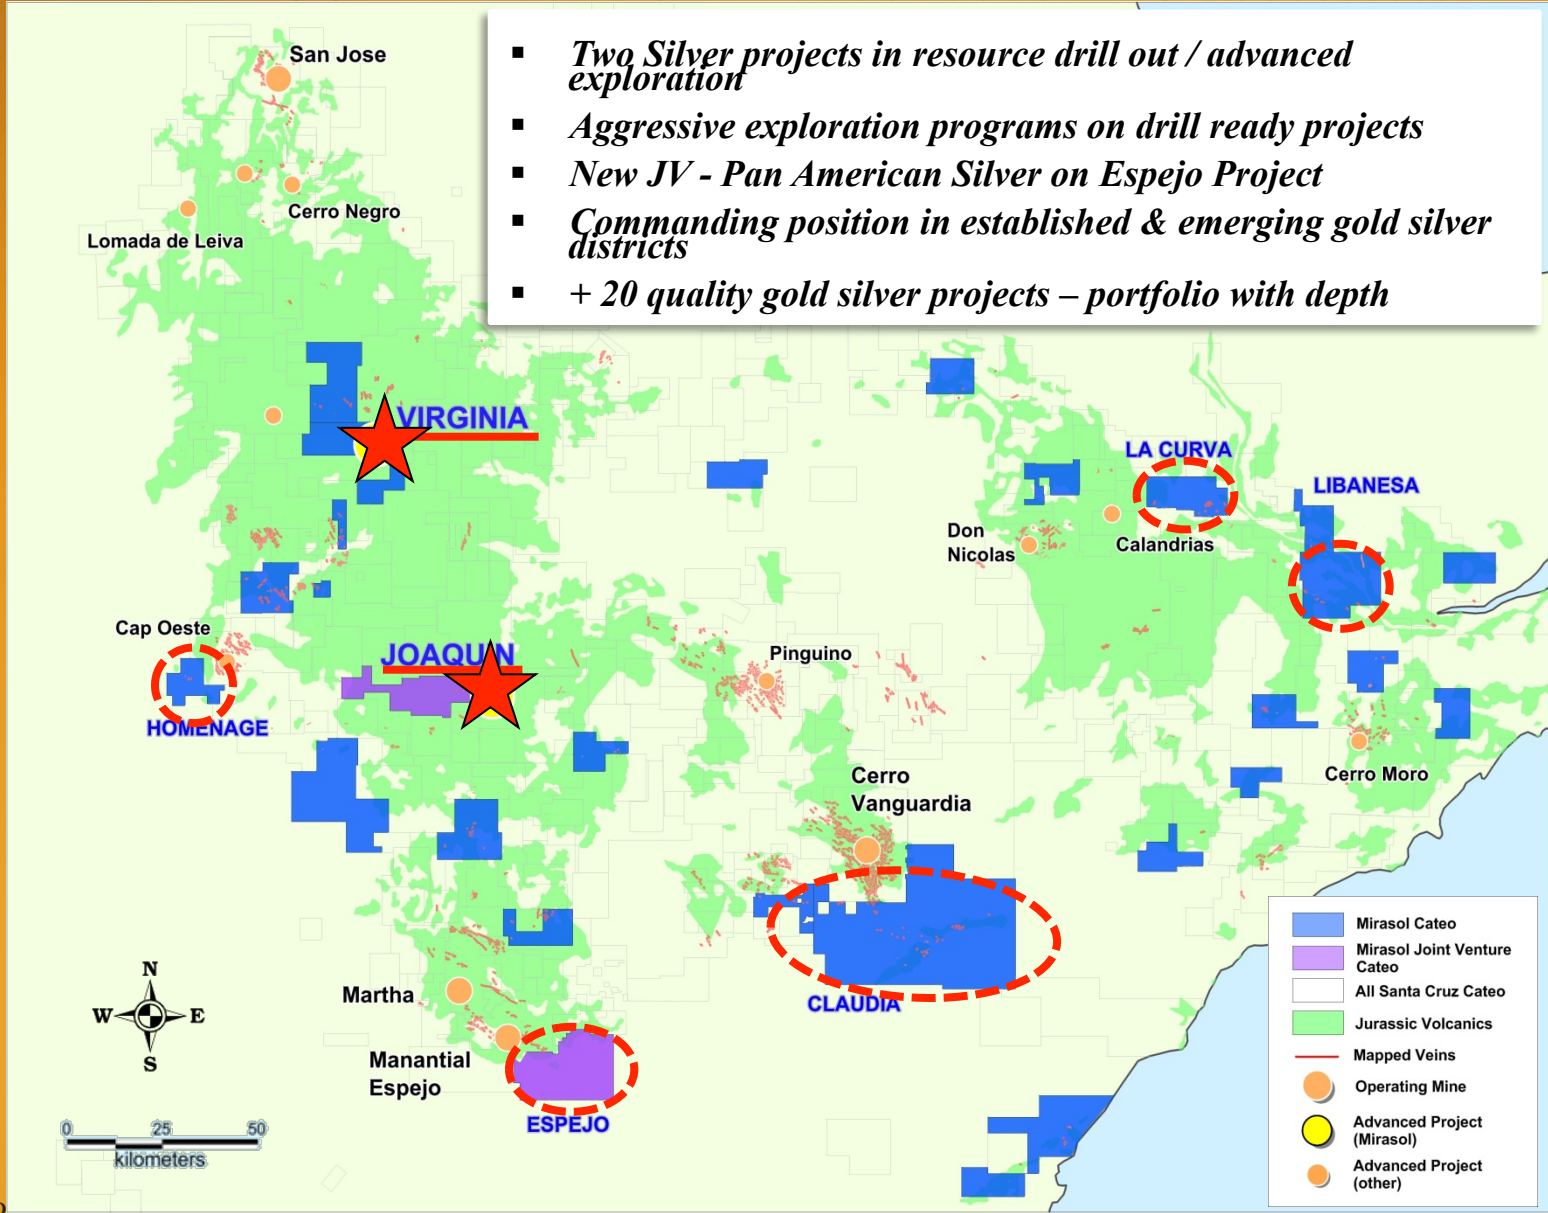 ▪ Two Silver projects in resource drill out / advanced
exploration
▪ Aggressive exploration programs on drill ready projects
▪ New JV - Pan American Silver on Espejo Project
▪ Commanding position in established & emerging gold silver
districts
▪ + 20 quality gold silver projects – portfolio with depth
San Jose
Cerro Negro
Lomada de Leiva
VIRGINIA
LA CURVA
LIBANESA
Don
Nicolas
Calandrias
Cap Oeste
JOAQUIN
Pinguino
HOMENAGE
Cerro
Vanguardia
Cerro Moro
Martha
CLAUDIA
Manantial
Espejo
ESPEJO
N
W E
S
0 25 50
kilometers
Mirasol Cateo
Mirasol Joint Venture
Cateo
All Santa Cruz Cateo
Jurassic Volcanics
Mapped Veins
Operating Mine
Advanced Project
(Mirasol)
Advanced Project
(other)